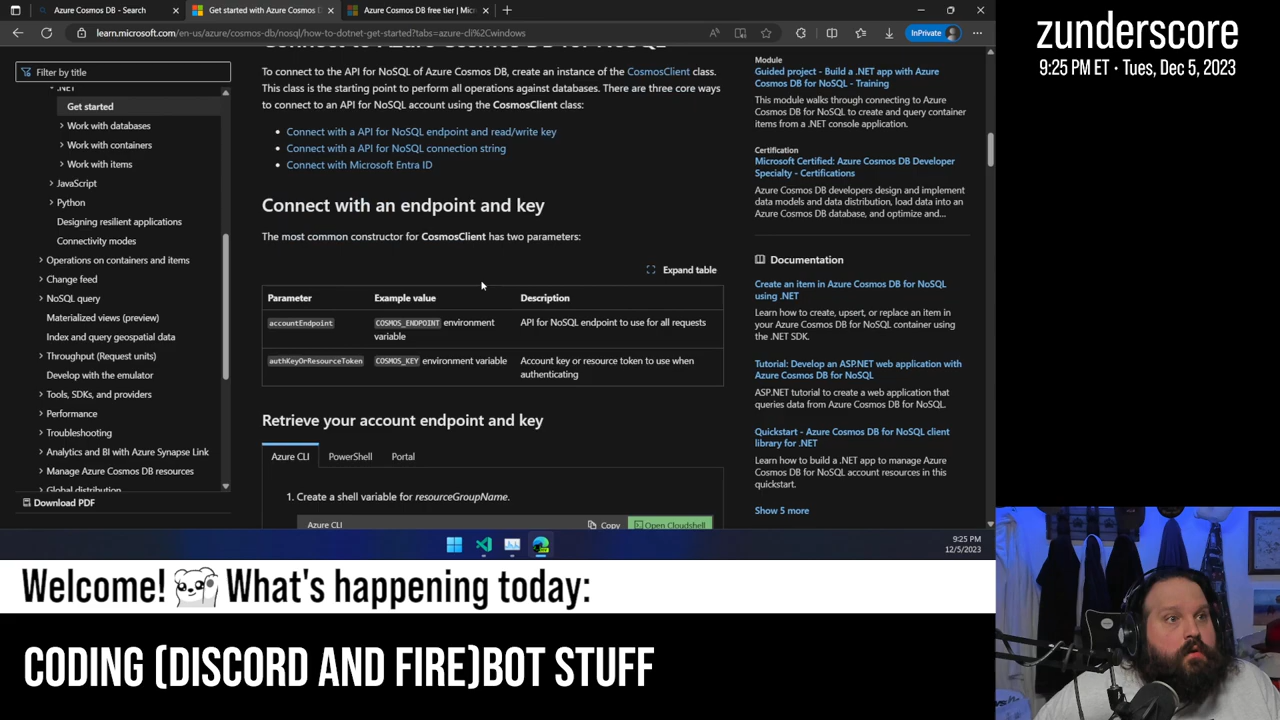 Azure Cosmos DB - Search
Get started with Azure Cosmos D
Azure Cosmos DB free tier | Micr
learn.microsoft.com/en-us/azure/cosmos-db/nosql/how-to-dotnet-get-started?tabs=azure-cli%2Cwindows
InPrivate
zunderscore
9:25 PM ET • Tues, Dec 5, 2023
Filter by title
.NET
Get started
Work with databases
Work with containers
Work with items
JavaScript
Python
Designing resilient applications
Connectivity modes
Operations on containers and items
Change feed
NoSQL query
Materialized views (preview)
Index and query geospatial data
Throughput (Request units)
Develop with the emulator
Tools, SDKs, and providers
Performance
Troubleshooting
Analytics and BI with Azure Synapse Link
Manage Azure Cosmos DB resources
Global distribution
Download PDF
Connect to Azure Cosmos DB for NoSQL
To connect to the API for NoSQL of Azure Cosmos DB, create an instance of the CosmosClient class.
This class is the starting point to perform all operations against databases. There are three core ways
to connect to an API for NoSQL account using the CosmosClient class:
• Connect with a API for NoSQL endpoint and read/write key
• Connect with a API for NoSQL connection string
• Connect with Microsoft Entra ID
Connect with an endpoint and key
The most common constructor for CosmosClient has two parameters:
Expand table
Parameter Example value Description
accountEndpoint COSMOS_ENDPOINT environment API for NoSQL endpoint to use for all requests
variable
authKeyOrResourceToken COSMOS_KEY environment variable Account key or resource token to use when
authenticating
Retrieve your account endpoint and key
Azure CLI PowerShell Portal
1. Create a shell variable for resourceGroupName.
Azure CLI Copy Open Cloudshell
Module
Guided project - Build a .NET app with Azure
Cosmos DB for NoSQL - Training
This module walks through connecting to Azure
Cosmos DB for NoSQL to create and query container
items from a .NET console application.
Certification
Microsoft Certified: Azure Cosmos DB Developer
Specialty - Certifications
Azure Cosmos DB developers design and implement
data models and data distribution, load data into an
Azure Cosmos DB database, and optimize and...
Documentation
Create an item in Azure Cosmos DB for NoSQL
using .NET
Learn how to create, upsert, or replace an item in
your Azure Cosmos DB for NoSQL container using
the .NET SDK.
Tutorial: Develop an ASP.NET web application with
Azure Cosmos DB for NoSQL
ASP.NET tutorial to create a web application that
queries data from Azure Cosmos DB for NoSQL.
Quickstart - Azure Cosmos DB for NoSQL client
library for .NET
Learn how to build a .NET app to manage Azure
Cosmos DB for NoSQL account resources in this
quickstart.
Show 5 more
9:25 PM
12/5/2023
Welcome! What's happening today:
CODING (DISCORD AND FIRE)BOT STUFF